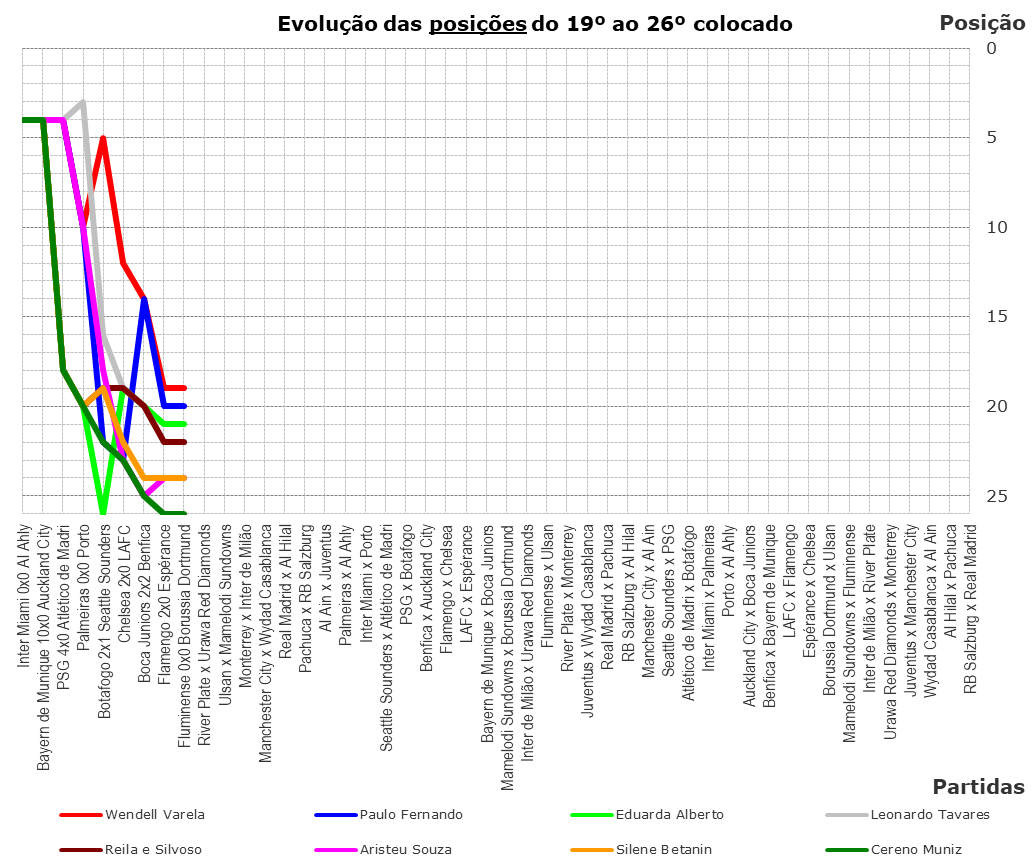 Evolução das posições do 19º ao 26º colocado
Posição
0
5
10
15
20
25
Inter Miami 0x0 Al Ahly
Bayern de Munique 10x0 Auckland City
PSG 4x0 Atlético de Madri
Palmeiras 0x0 Porto
Botafogo 2x1 Seattle Sounders
Chelsea 2x0 LAFC
Boca Juniors 2x2 Benfica
Flamengo 2x0 Espérance
Fluminense 0x0 Borussia Dortmund
River Plate x Urawa Red Diamonds
Ulsan x Mamelodi Sundowns
Monterrey x Inter de Milão
Manchester City x Wydad Casablanca
Real Madrid x Al Hilal
Pachuca x RB Salzburg
Al Ain x Juventus
Palmeiras x Al Ahly
Inter Miami x Porto
Seattle Sounders x Atlético de Madri
PSG x Botafogo
Benfica x Auckland City
Flamengo x Chelsea
LAFC x Espérance
Bayern de Munique x Boca Juniors
Mamelodi Sundowns x Borussia Dortmund
Inter de Milão x Urawa Red Diamonds
Fluminense x Ulsan
River Plate x Monterrey
Juventus x Wydad Casablanca
Real Madrid x Pachuca
RB Salzburg x Al Hilal
Manchester City x Al Ain
Seattle Sounders x PSG
Atlético de Madri x Botafogo
Inter Miami x Palmeiras
Porto x Al Ahly
Auckland City x Boca Juniors
Benfica x Bayern de Munique
LAFC x Flamengo
Espérance x Chelsea
Borussia Dortmund x Ulsan
Mamelodi Sundowns x Fluminense
Inter de Milão x River Plate
Urawa Red Diamonds x Monterrey
Juventus x Manchester City
Wydad Casablanca x Al Ain
Al Hilal x Pachuca
RB Salzburg x Real Madrid
Partidas
Wendell Varela
Paulo Fernando
Eduarda Alberto
Leonardo Tavares
Reila e Silvoso
Aristeu Souza
Silene Betanin
Cereno Muniz